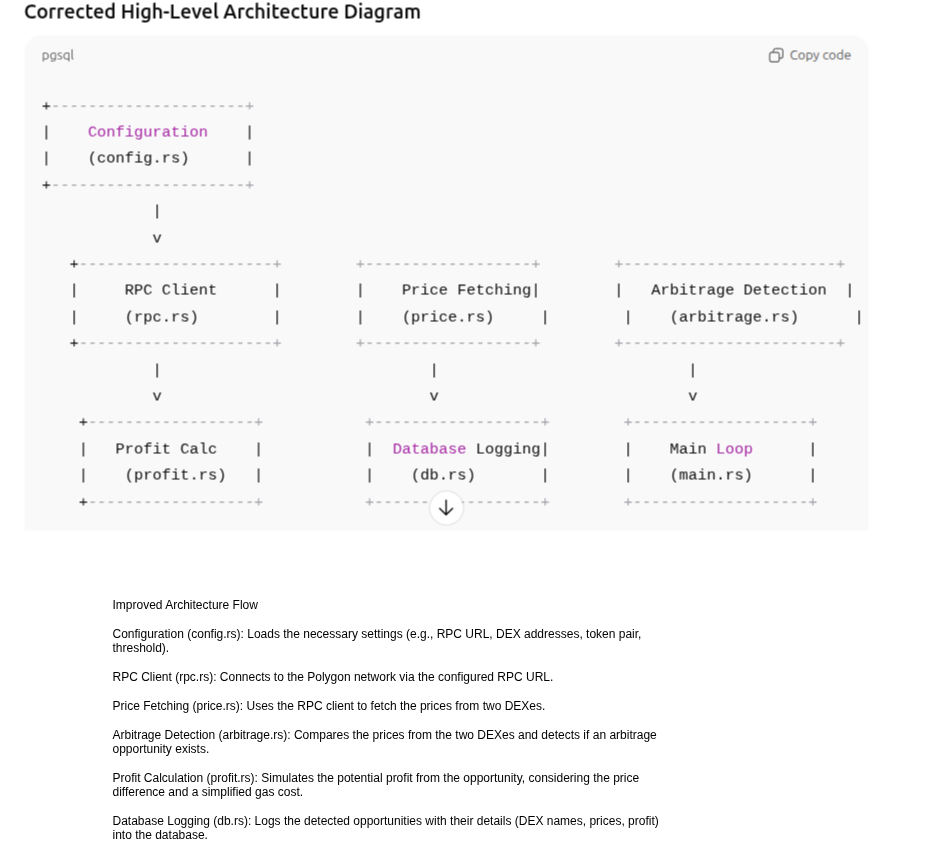 Corrected High-Level Architecture Diagram
pgsql
Copy code
+---------------------+
|    Configuration    |
|    (config.rs)      |
+---------------------+
            |
            v
   +---------------------+        +------------------+        +-----------------------+
   |     RPC Client      |        |    Price Fetching|        |   Arbitrage Detection  |
   |     (rpc.rs)        |        |    (price.rs)     |        |    (arbitrage.rs)      |
   +---------------------+        +------------------+        +-----------------------+
            |                             |                           |
            v                             v                           v
    +------------------+           +------------------+        +-------------------+
    |   Profit Calc    |           |  Database Logging|        |    Main Loop      |
    |    (profit.rs)   |           |    (db.rs)       |        |    (main.rs)      |
    +------------------+           +------------------+        +-------------------+
Improved Architecture Flow
Configuration (config.rs): Loads the necessary settings (e.g., RPC URL, DEX addresses, token pair,
threshold).
RPC Client (rpc.rs): Connects to the Polygon network via the configured RPC URL.
Price Fetching (price.rs): Uses the RPC client to fetch the prices from two DEXes.
Arbitrage Detection (arbitrage.rs): Compares the prices from the two DEXes and detects if an arbitrage
opportunity exists.
Profit Calculation (profit.rs): Simulates the potential profit from the opportunity, considering the price
difference and a simplified gas cost.
Database Logging (db.rs): Logs the detected opportunities with their details (DEX names, prices, profit)
into the database.